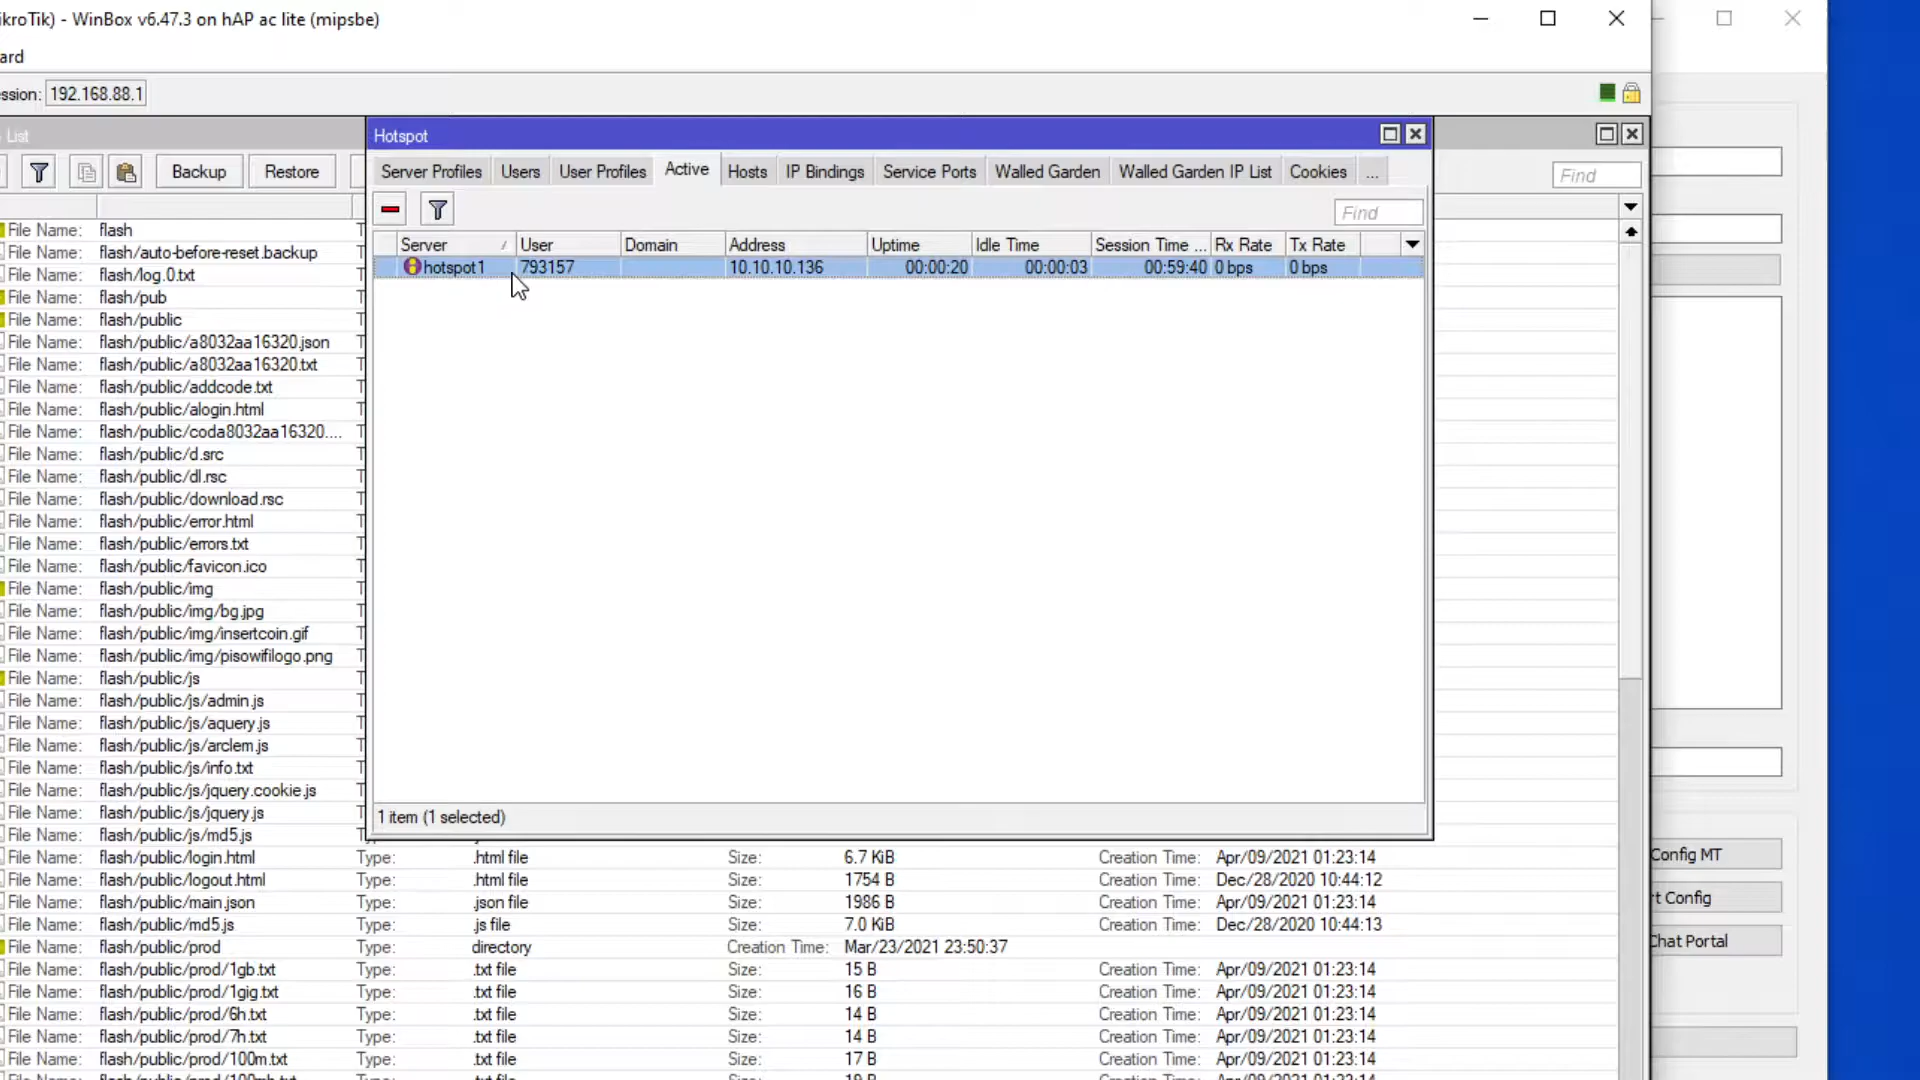 ikroTik) - WinBox v6.47.3 on hAP ac lite (mipsbe)
ard
ssion: 192.168.88.1
List
Hotspot
Backup Restore
Server Profiles Users User Profiles Active Hosts IP Bindings Service Ports Walled Garden Walled Garden IP List Cookies ...
Find
Find
Server User Domain Address Uptime Idle Time Session Time ... Rx Rate Tx Rate
hotspot1 793157 10.10.10.136 00:00:20 00:00:03 00:59:40 0 bps 0 bps
File Name: flash
File Name: flash/auto-before-reset.backup
File Name: flash/log.0.txt
File Name: flash/pub
File Name: flash/public
File Name: flash/public/a8032aa16320.json
File Name: flash/public/a8032aa16320.txt
File Name: flash/public/addcode.txt
File Name: flash/public/alogin.html
File Name: flash/public/coda8032aa16320....
File Name: flash/public/d.src
File Name: flash/public/dl.rsc
File Name: flash/public/download.rsc
File Name: flash/public/error.html
File Name: flash/public/errors.txt
File Name: flash/public/favicon.ico
File Name: flash/public/img
File Name: flash/public/img/bg.jpg
File Name: flash/public/img/insertcoin.gif
File Name: flash/public/img/pisowifilogo.png
File Name: flash/public/js
File Name: flash/public/js/admin.js
File Name: flash/public/js/aquery.js
File Name: flash/public/js/arclem.js
File Name: flash/public/js/info.txt
File Name: flash/public/js/jquery.cookie.js
File Name: flash/public/js/jquery.js
1 item (1 selected)
File Name: flash/public/js/md5.js
File Name: flash/public/login.html Type: .html file Size: 6.7 KiB Creation Time: Apr/09/2021 01:23:14
File Name: flash/public/logout.html Type: .html file Size: 1754 B Creation Time: Dec/28/2020 10:44:12
File Name: flash/public/main.json Type: .json file Size: 1986 B Creation Time: Apr/09/2021 01:23:14
File Name: flash/public/md5.js Type: .js file Size: 7.0 KiB Creation Time: Dec/28/2020 10:44:13
File Name: flash/public/prod Type: directory Creation Time: Mar/23/2021 23:50:37
File Name: flash/public/prod/1gb.txt Type: .txt file Size: 15 B Creation Time: Apr/09/2021 01:23:14
File Name: flash/public/prod/1gig.txt Type: .txt file Size: 16 B Creation Time: Apr/09/2021 01:23:14
File Name: flash/public/prod/6h.txt Type: .txt file Size: 14 B Creation Time: Apr/09/2021 01:23:14
File Name: flash/public/prod/7h.txt Type: .txt file Size: 14 B Creation Time: Apr/09/2021 01:23:14
File Name: flash/public/prod/100m.txt Type: .txt file Size: 17 B Creation Time: Apr/09/2021 01:23:14
Config MT
rt Config
Chat Portal